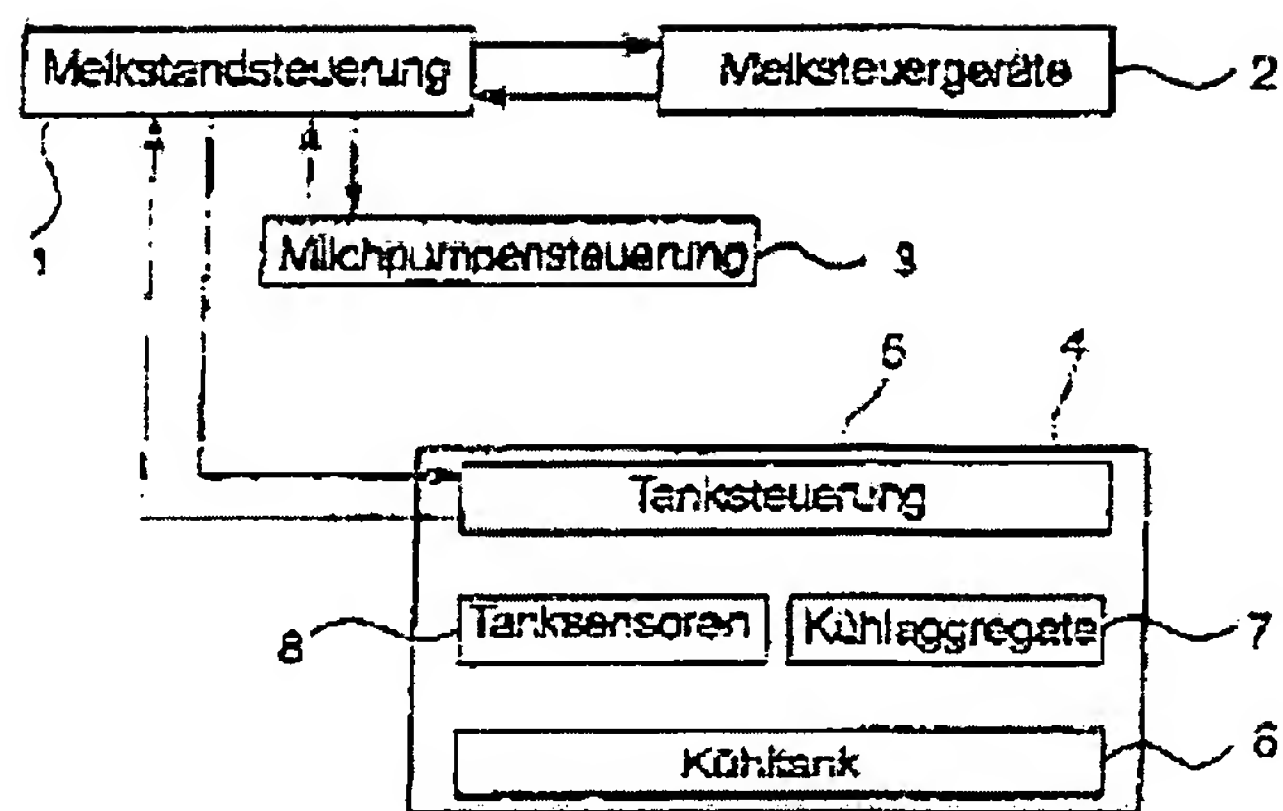 Melkstandsteuerung
Melksteuergeräte
2
1
Milchpumpensteuerung
3
5
4
Tanksteuerung
Tanksensoren
Kühlaggregate
8
7
Kühltank
6